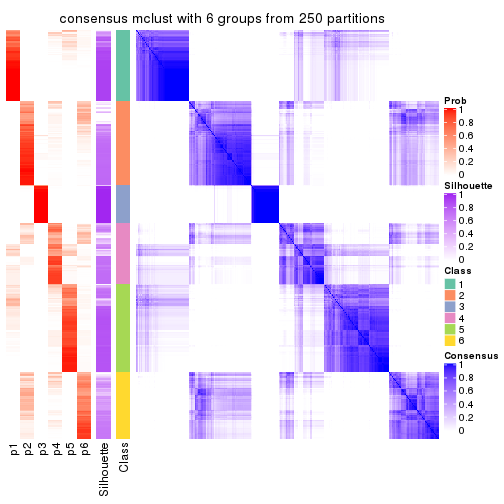 consensus mclust with 6 groups from 250 partitions
Prob
1
0.8
0.6
0.4
0.2
0
Silhouette
1
0.8
0.6
0.4
0.2
0
Class
1
2
3
4
5
6
Consensus
1
0.8
0.6
0.4
0.2
0
p1
p2
p3
p4
p5
p6
Silhouette
Class